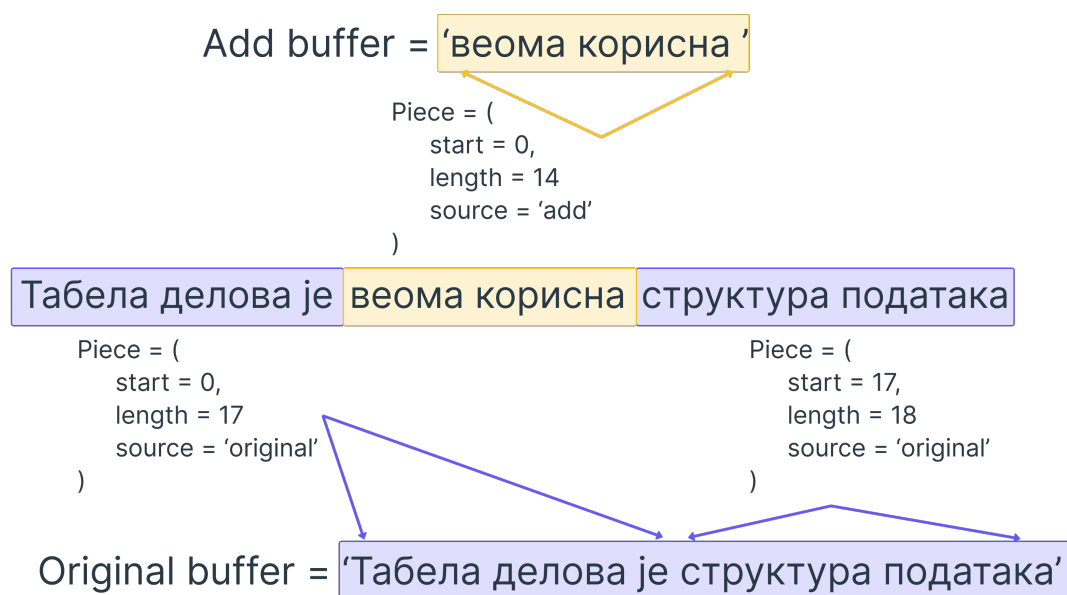 Add buffer = ‘веома корисна ’
Piece = (
start = 0,
length = 14
source = ‘add’
)
Табела делова је веома корисна структура података
Piece = (
start = 0,
length = 17
source = ‘original’
)
Piece = (
start = 17,
length = 18
source = ‘original’
)
Original buffer = ‘Табела делова је структура података’